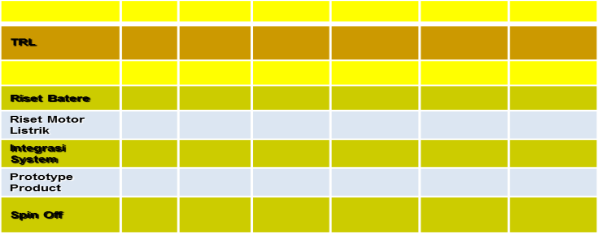 TRL
Riset Batere
Riset Motor
Listrik
Integrasi
System
Prototype
Product
Spin Off